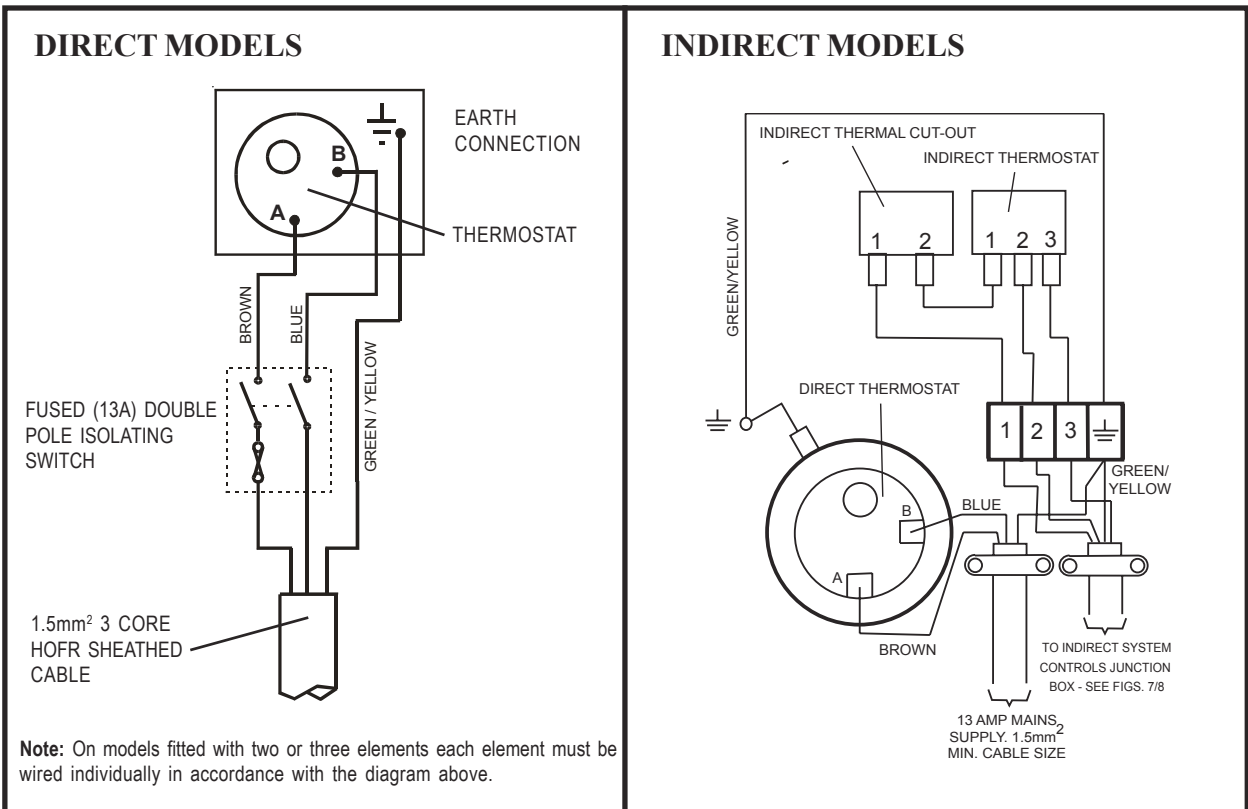 DIRECT MODELS
EARTH
CONNECTION
B
A
THERMOSTAT
BROWN
BLUE
GREEN / YELLOW
FUSED (13A) DOUBLE
POLE ISOLATING
SWITCH
1.5mm² 3 CORE
HOFR SHEATHED
CABLE
Note: On models fitted with two or three elements each element must be
wired individually in accordance with the diagram above.
INDIRECT MODELS
INDIRECT THERMAL CUT-OUT
INDIRECT THERMOSTAT
GREEN/YELLOW
1 2
1 2 3
DIRECT THERMOSTAT
1 2 3
GREEN/
YELLOW
B
BLUE
A
BROWN
TO INDIRECT SYSTEM
CONTROLS JUNCTION
BOX - SEE FIGS. 7/8
13 AMP MAINS
SUPPLY. 1.5mm²
MIN. CABLE SIZE